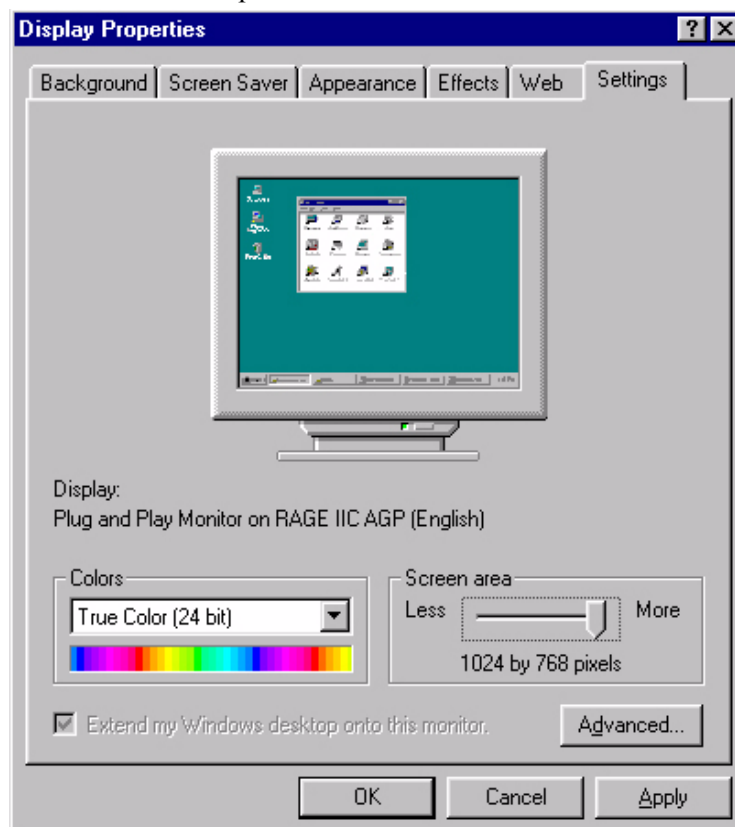 Display Properties
Background Screen Saver Appearance Effects Web Settings
Display:
Plug and Play Monitor on RAGE IIC AGP (English)
Colors
True Color (24 bit)
Screen area
Less More
1024 by 768 pixels
Extend my Windows desktop onto this monitor.
Advanced...
OK Cancel Apply